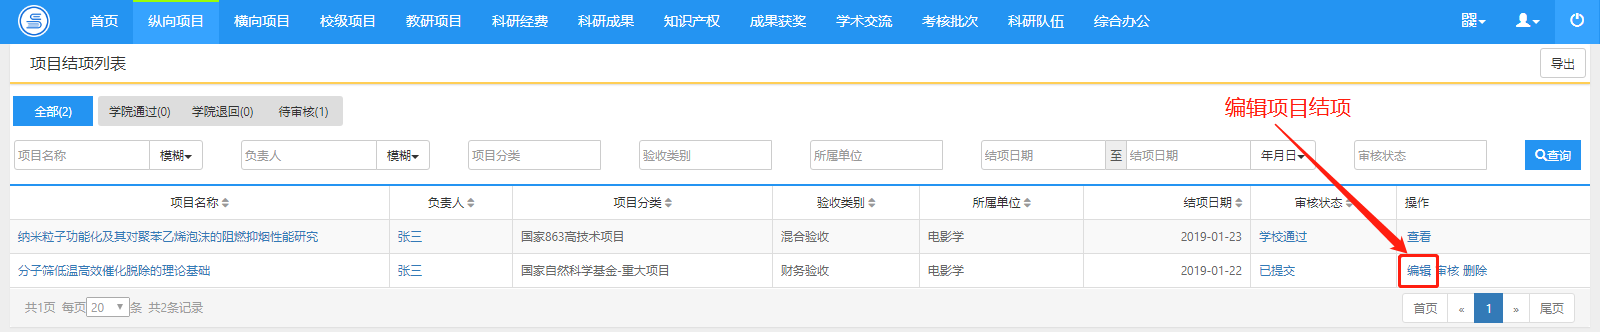 首页 纵向项目 横向项目 校级项目 教研项目 科研经费 科研成果 知识产权 成果获奖 学术交流 考核批次 科研队伍 综合办公
项目结项列表 导出
编辑项目结项
全部(2) 学院通过(0) 学院退回(0) 待审核(1)
项目名称 模糊 负责人 模糊 项目分类 验收类别 所属单位 结项日期 至 结项日期 年月日 审核状态 查询
项目名称 负责人 项目分类 验收类别 所属单位 结项日期 审核状态 操作
纳米粒子功能化及其对聚苯乙烯泡沫的阻燃抑烟性能研究 张三 国家863高技术项目 混合验收 电影学 2019-01-23 学校通过 查看
分子筛低温高效催化脱除的理论基础 张三 国家自然科学基金-重大项目 财务验收 电影学 2019-01-22 已提交 编辑 审核 删除
共1页 每页 20 条 共2条记录 首页 « 1 » 尾页